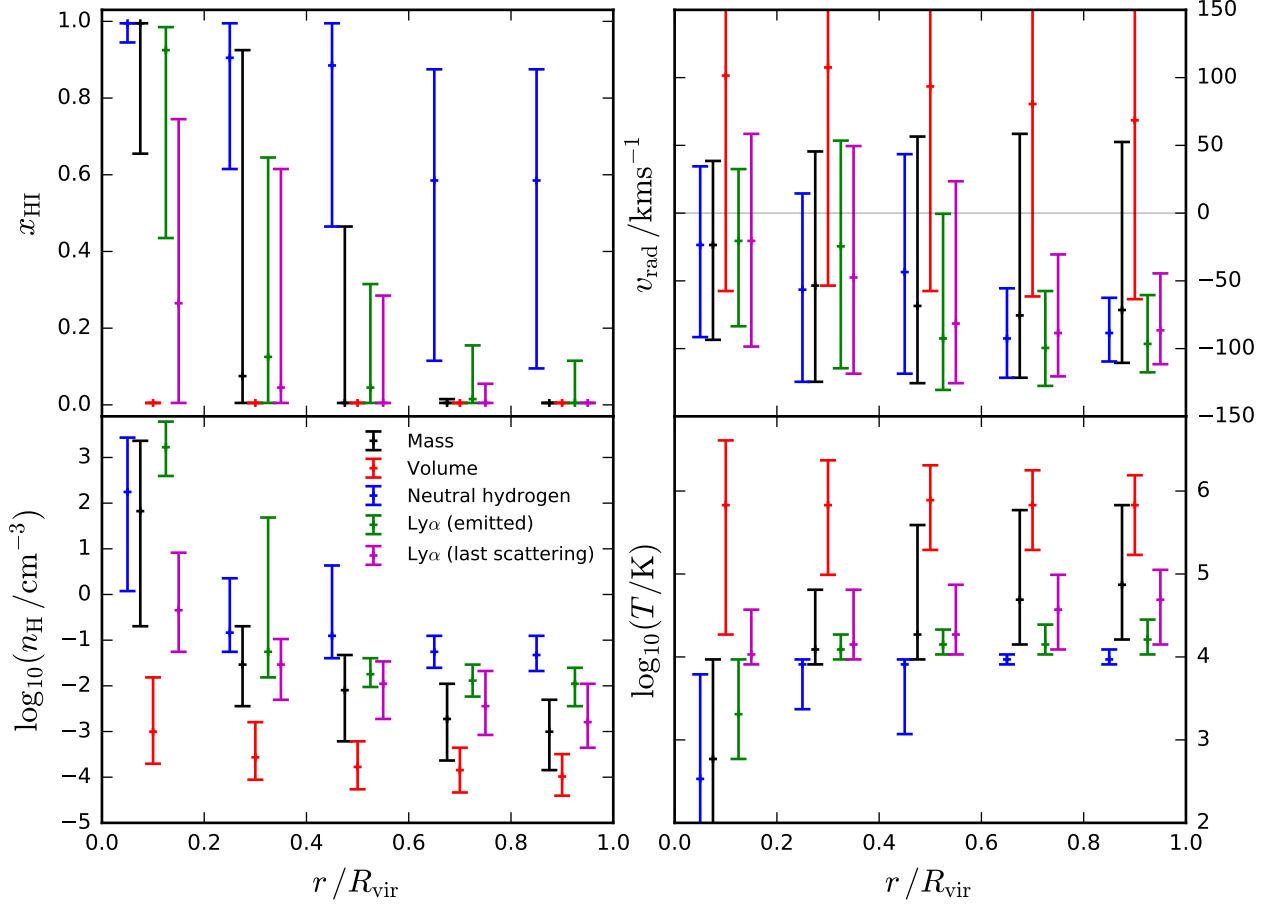 1.0
0.8
0.6
0.4
0.2
0.0
x_HI
150
100
50
0
−50
−100
−150
v_rad /kms⁻¹
3
2
1
0
−1
−2
−3
−4
−5
log₁₀(n_H /cm⁻³)
Mass
Volume
Neutral hydrogen
Lyα (emitted)
Lyα (last scattering)
6
5
4
3
2
log₁₀(T /K)
0.0 0.2 0.4 0.6 0.8 1.0
r /R_vir
0.0 0.2 0.4 0.6 0.8 1.0
r /R_vir